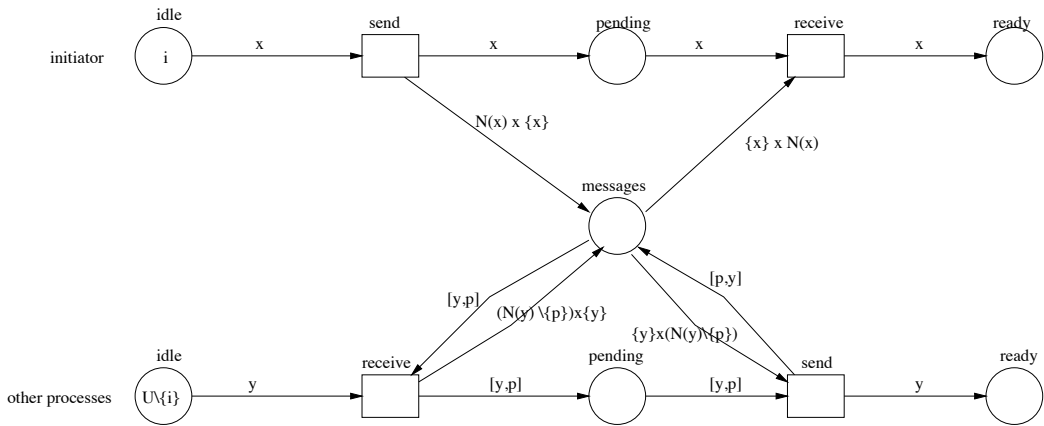 idle
send
pending
receive
ready
initiator
i
x
x
x
x
N(x) x {x}
{x} x N(x)
messages
[y,p]
(N(y) \{p})x{y}
[p,y]
{y}x(N(y)\{p})
idle
receive
pending
send
ready
other processes
U\{i}
y
[y,p]
[y,p]
y